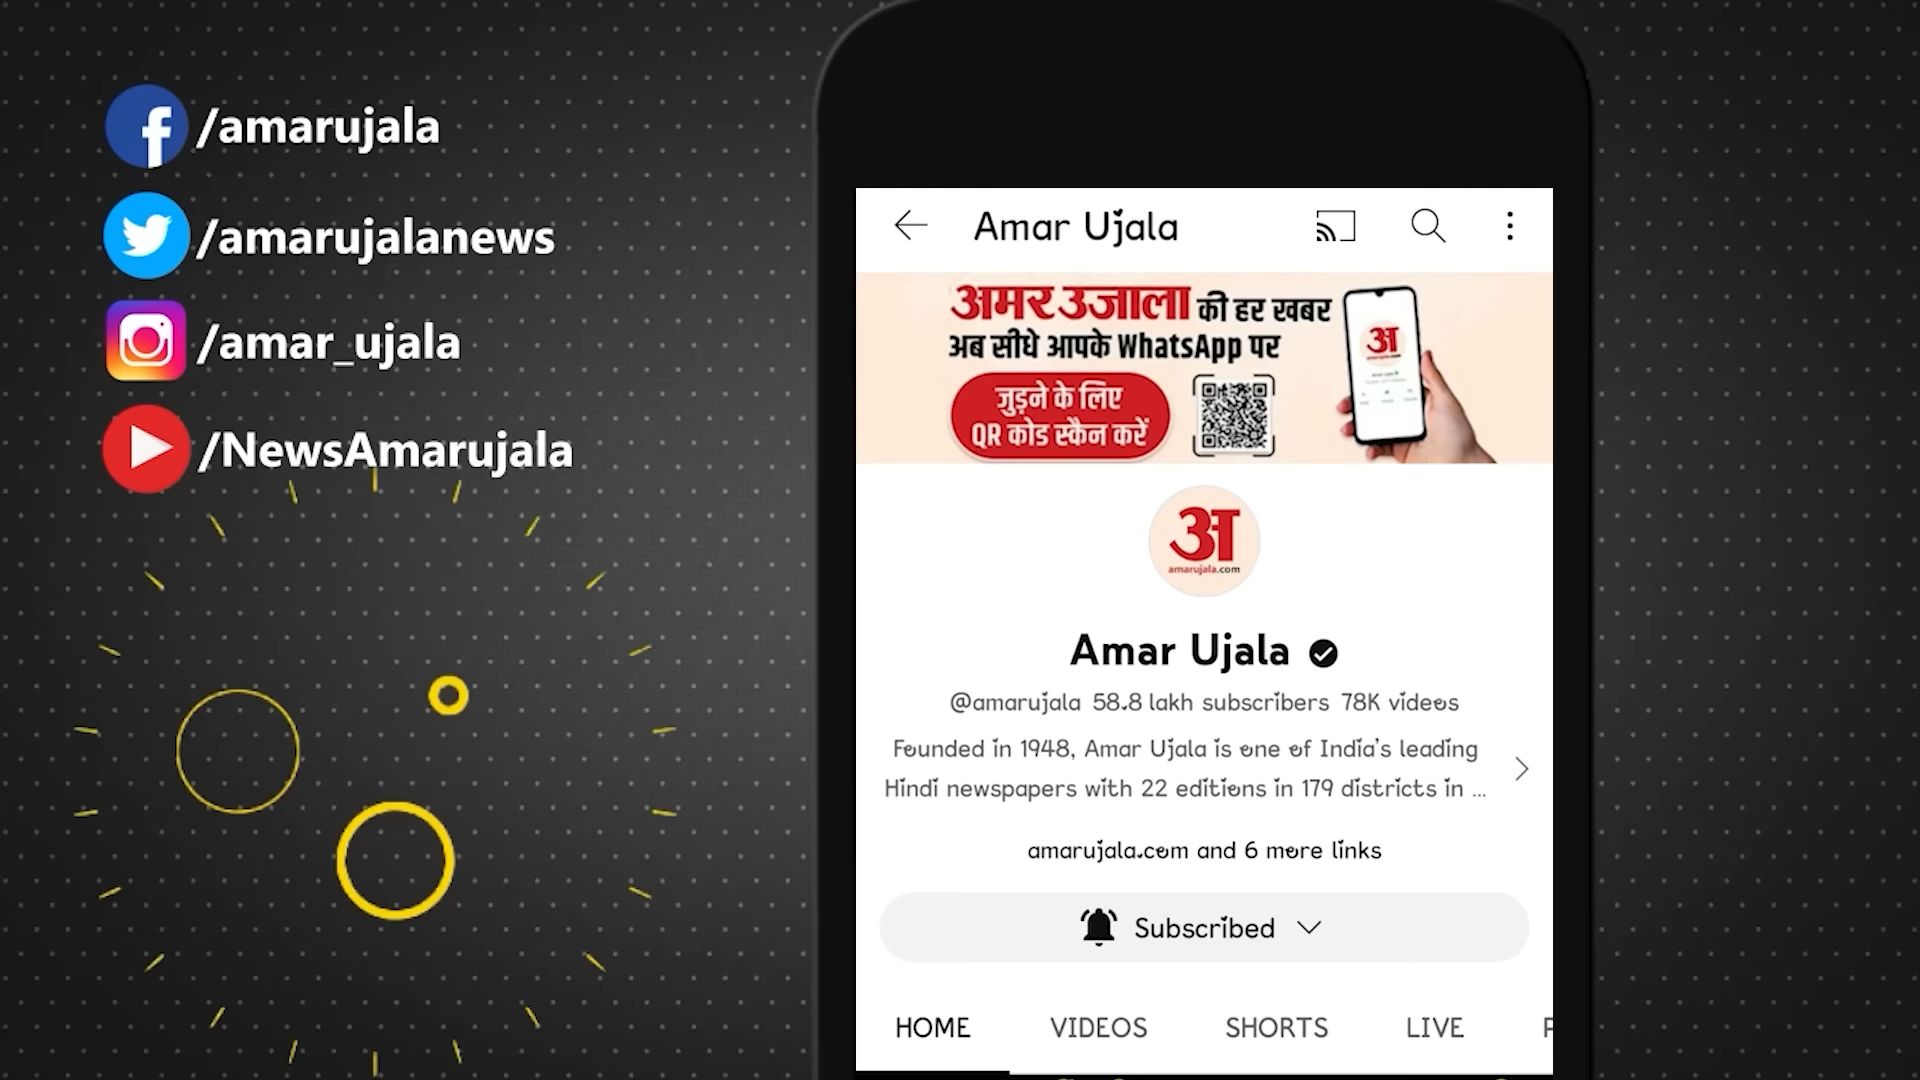 /amarujala
/amarujalanews
/amar_ujala
/NewsAmarujala
Amar Ujala
अमर उजाला की हर खबर
अब सीधे आपके WhatsApp पर
जुड़ने के लिए
QR कोड स्कैन करें
अ
अ
amarujala.com
Amar Ujala
@amarujala 58.8 lakh subscribers 78K videos
Founded in 1948, Amar Ujala is one of India's leading
Hindi newspapers with 22 editions in 179 districts in ...
amarujala.com and 6 more links
Subscribed
HOME VIDEOS SHORTS LIVE